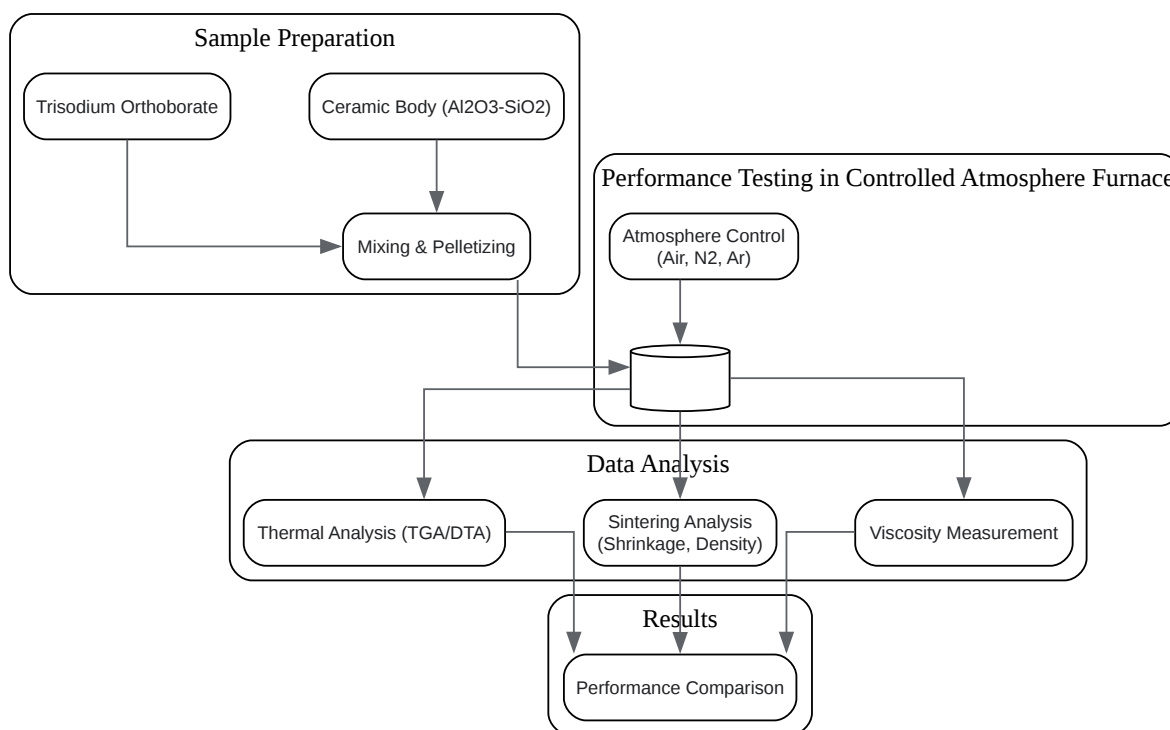 Sample Preparation
Trisodium Orthoborate
Ceramic Body (Al2O3-SiO2)
Mixing & Pelletizing
Performance Testing in Controlled Atmosphere Furnace
Atmosphere Control
(Air, N2, Ar)
Data Analysis
Thermal Analysis (TGA/DTA)
Sintering Analysis
(Shrinkage, Density)
Viscosity Measurement
Results
Performance Comparison